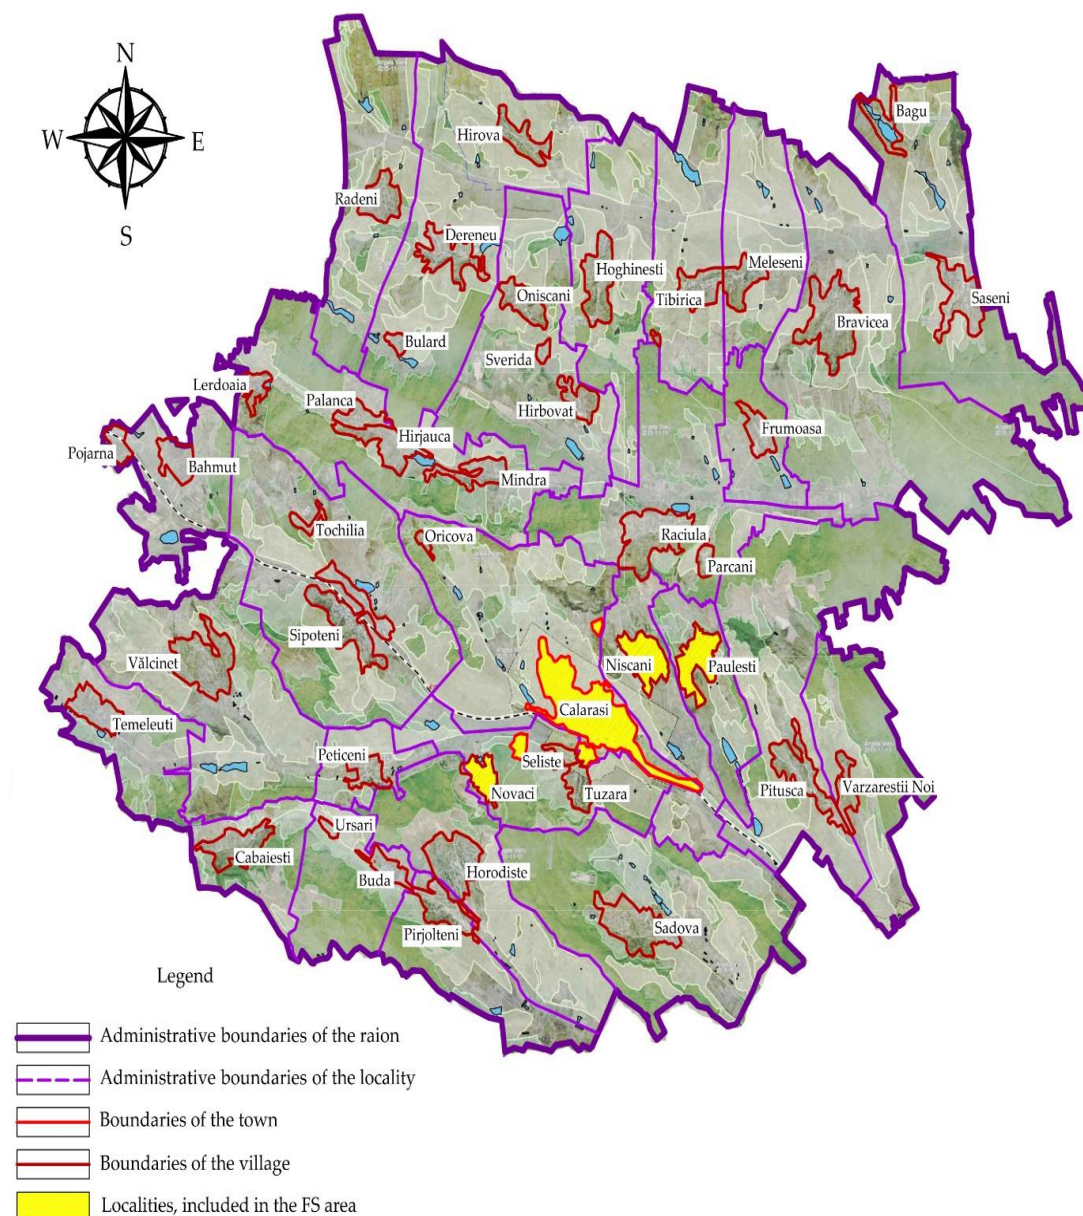 N
W
E
S
Bagu
Hirova
Radeni
Dereneu
Hoghinesti
Meleseni
Oniscani
Tibirica
Saseni
Bravicea
Bulard
Sverida
Lerdoaia
Palanca
Hirbovat
Hirjauca
Frumoasa
Pojarna
Bahmut
Mindra
Tochilia
Oricova
Raciula
Parcani
Sipoteni
Vălcinet
Niscani
Paulesti
Calarasi
Temeleuti
Peticeni
Seliste
Novaci
Tuzara
Pitusca
Varzarestii Noi
Ursari
Cabaiesti
Buda
Horodiste
Pirjolteni
Sadova
Legend
Administrative boundaries of the raion
Administrative boundaries of the locality
Boundaries of the town
Boundaries of the village
Localities, included in the FS area